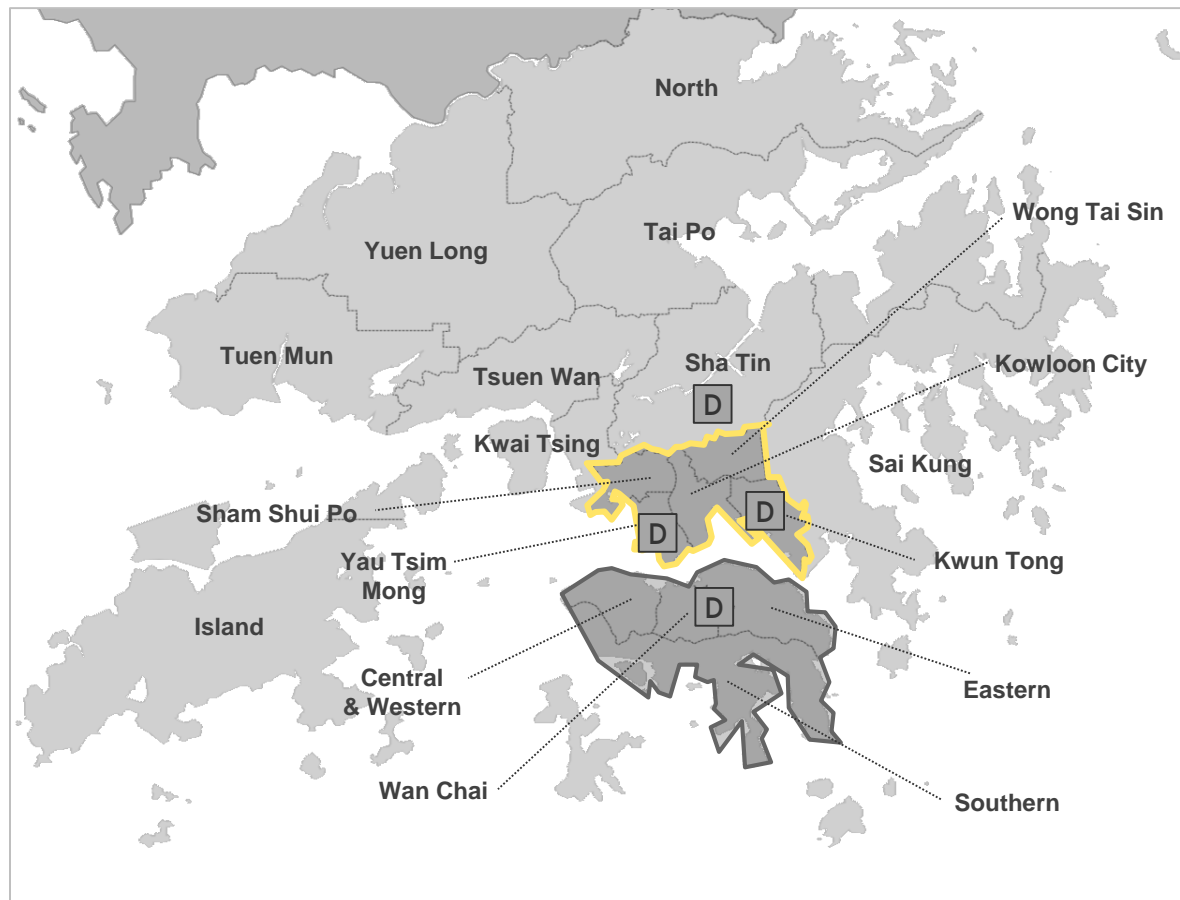 North
Wong Tai Sin
Tai Po
Yuen Long
Tuen Mun
Sha Tin
Kowloon City
Tsuen Wan
D
Kwai Tsing
Sai Kung
Sham Shui Po
D
D
Yau Tsim
Mong
Kwun Tong
D
Island
Central
& Western
Eastern
Wan Chai
Southern